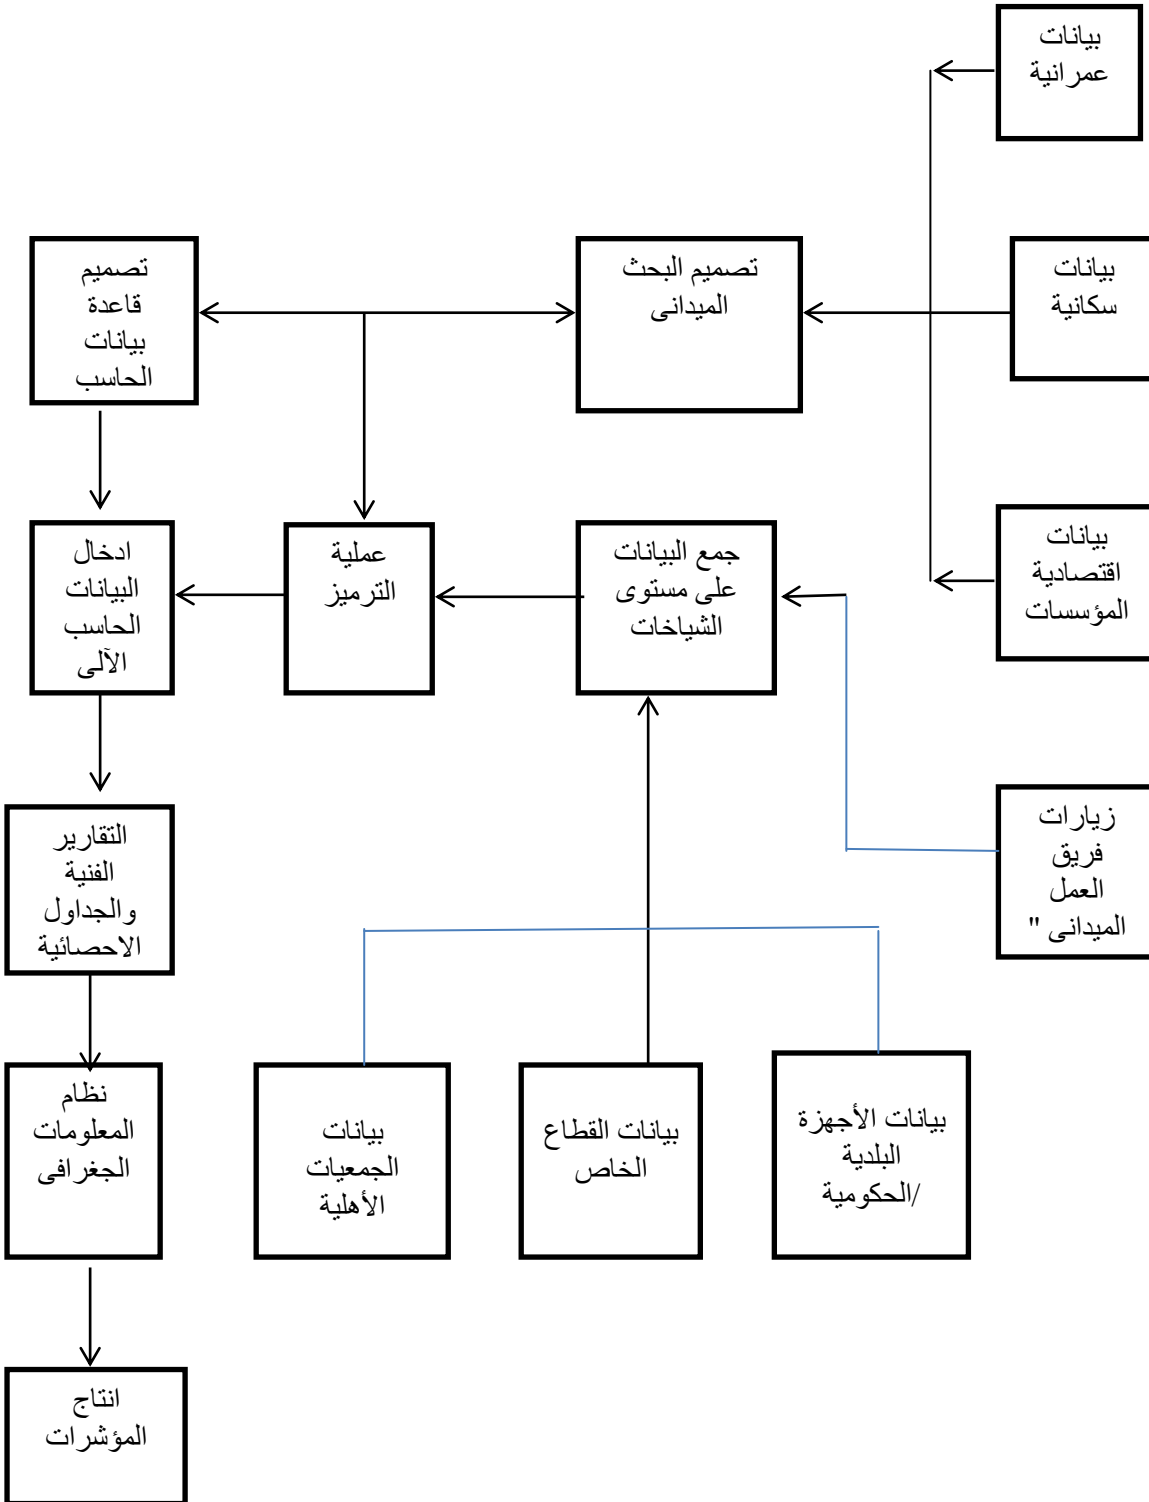 بيانات
عمرانية
بيانات
سكانية
تصميم البحث
الميدانى
تصميم
قاعدة
بيانات
الحاسب
بيانات
اقتصادية
المؤسسات
جمع البيانات
على مستوى
الشياخات
عملية
الترميز
ادخال
البيانات
الحاسب
الآلى
زيارات
فريق
العمل
الميدانى "
التقارير
الفنية
والجداول
الاحصائية
بيانات الأجهزة
البلدية
/الحكومية
بيانات القطاع
الخاص
بيانات
الجمعيات
الأهلية
نظام
المعلومات
الجغرافى
انتاج
المؤشرات